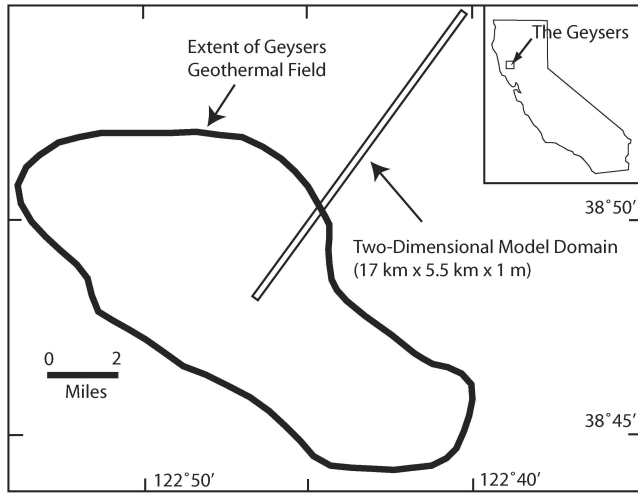 Extent of Geysers
Geothermal Field
The Geysers
38˚50′
Two-Dimensional Model Domain
(17 km x 5.5 km x 1 m)
0 2
Miles
38˚45′
122˚50′ 122˚40′